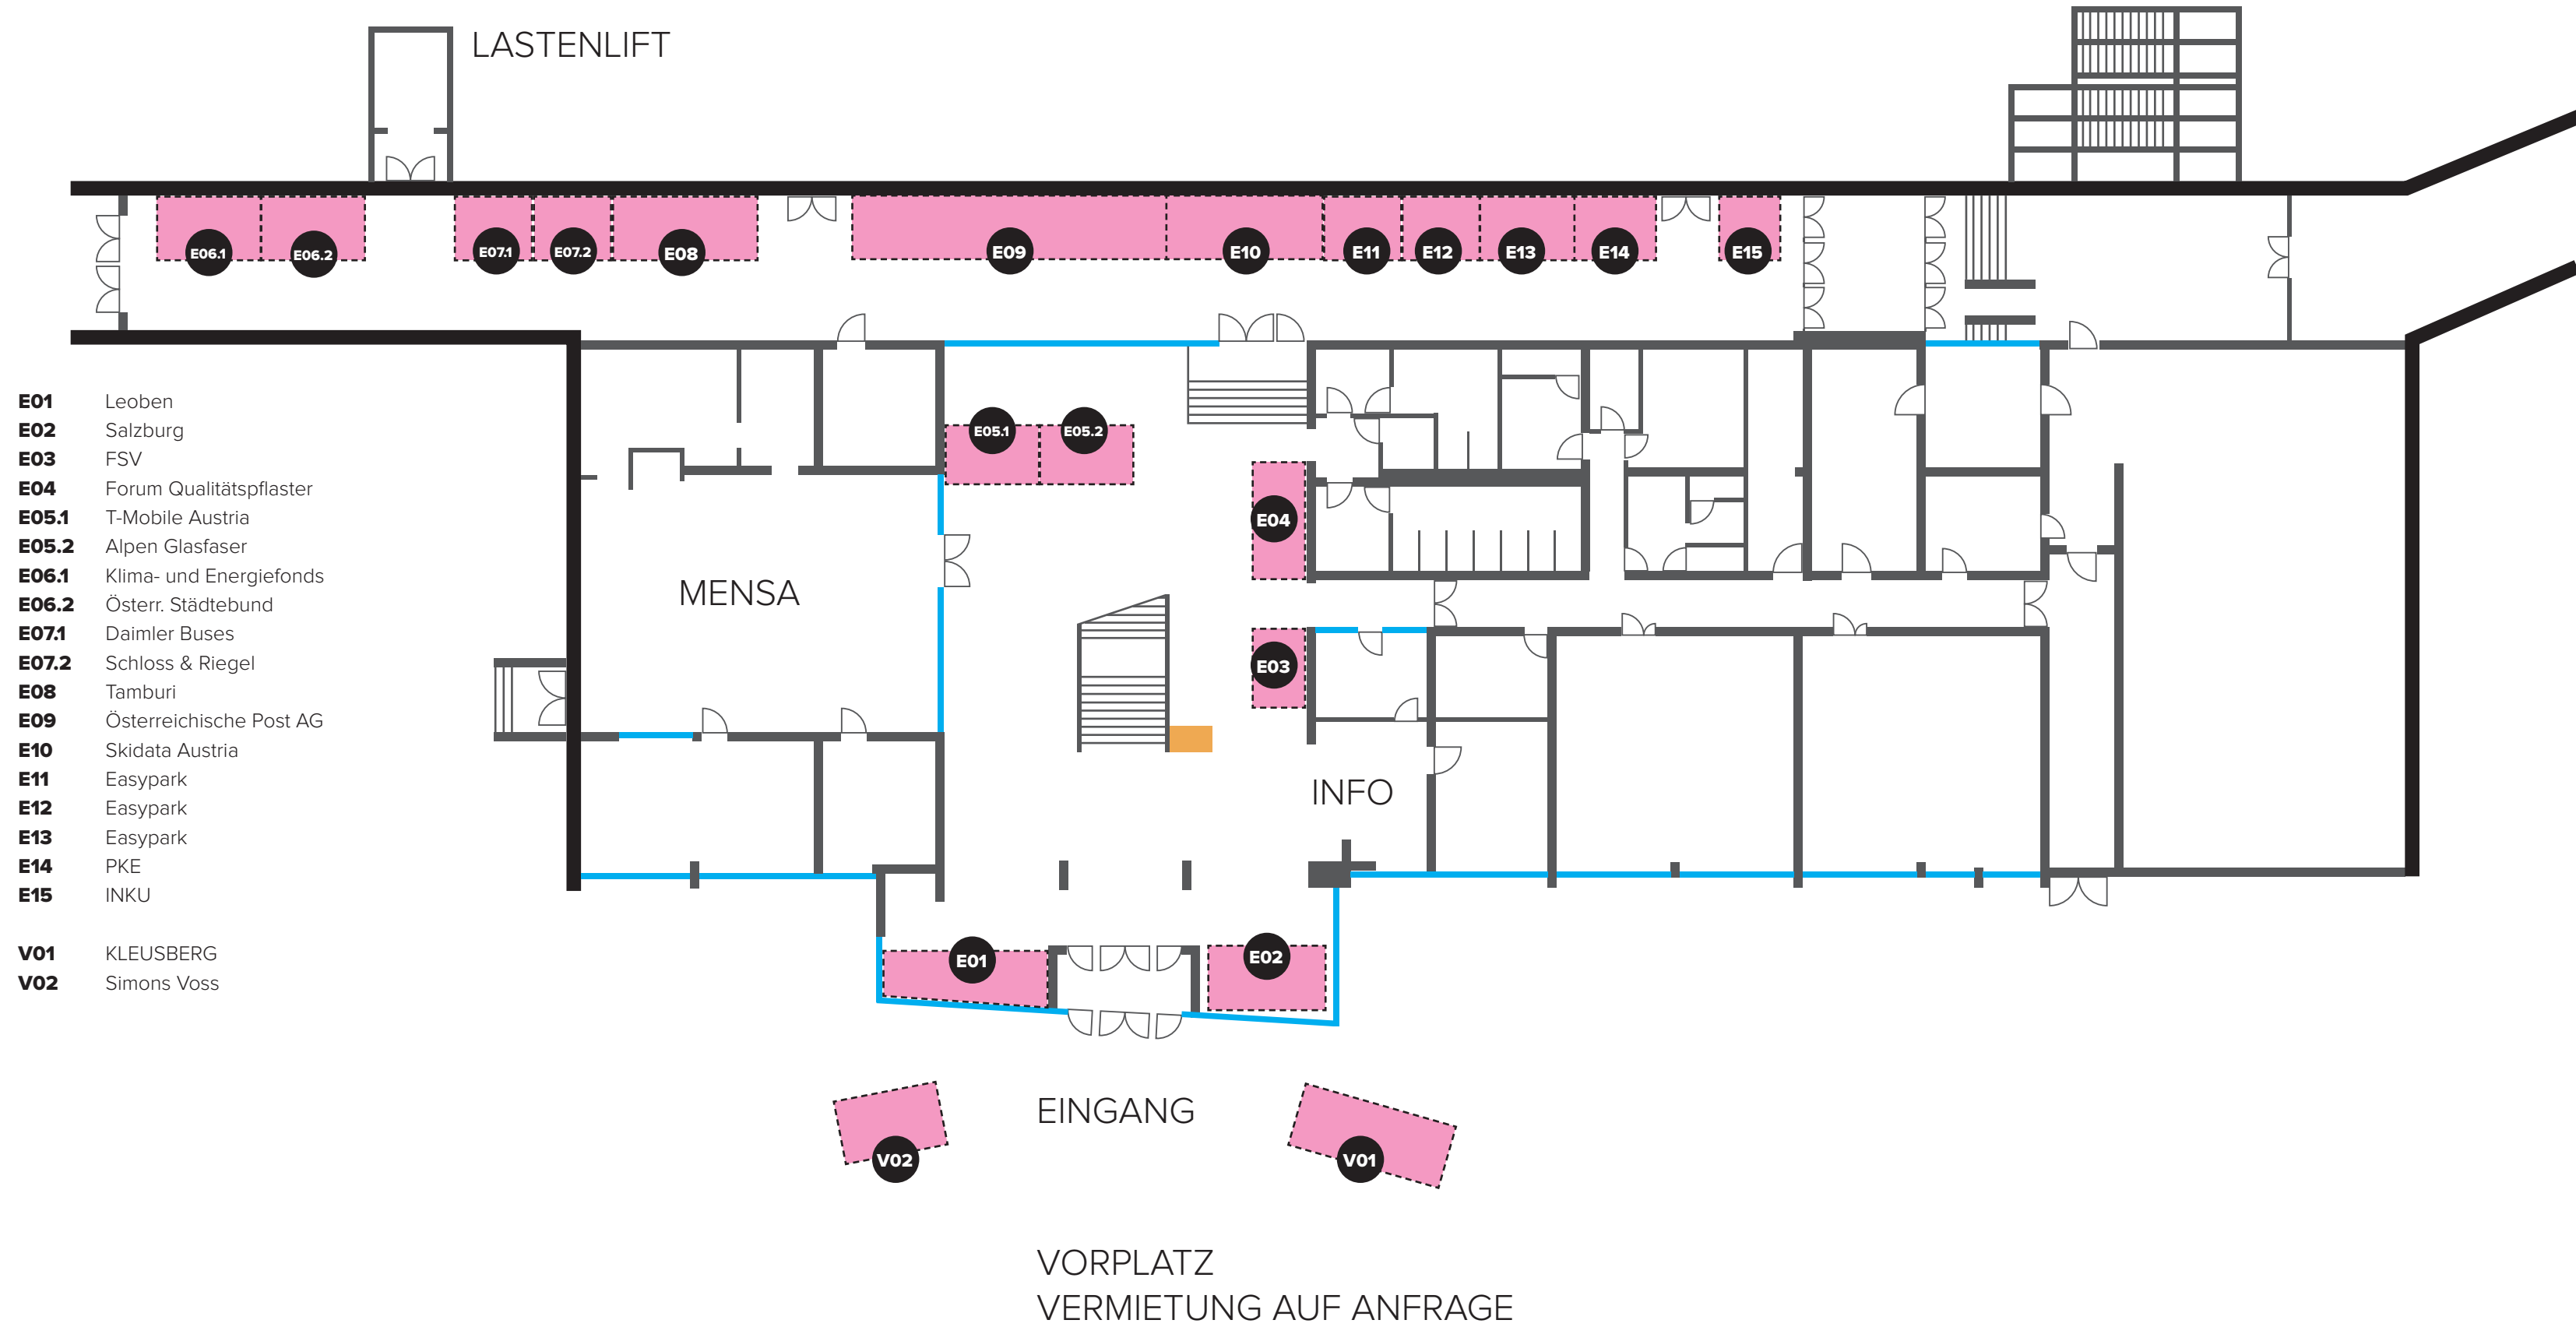 LASTENLIFT
E06.1
E06.2
E07.1
E07.2
E08
E09
E10
E11
E12
E13
E14
E15
E01 Leoben
E02 Salzburg
E03 FSV
E04 Forum Qualitätspflaster
E05.1 T-Mobile Austria
E05.2 Alpen Glasfaser
E06.1 Klima- und Energiefonds
E06.2 Österr. Städtebund
E07.1 Daimler Buses
E07.2 Schloss & Riegel
E08 Tamburi
E09 Österreichische Post AG
E10 Skidata Austria
E11 Easypark
E12 Easypark
E13 Easypark
E14 PKE
E15 INKU
V01 KLEUSBERG
V02 Simons Voss
E05.1
E05.2
E04
MENSA
E03
INFO
E01
E02
EINGANG
V02
V01
VORPLATZ
VERMIETUNG AUF ANFRAGE